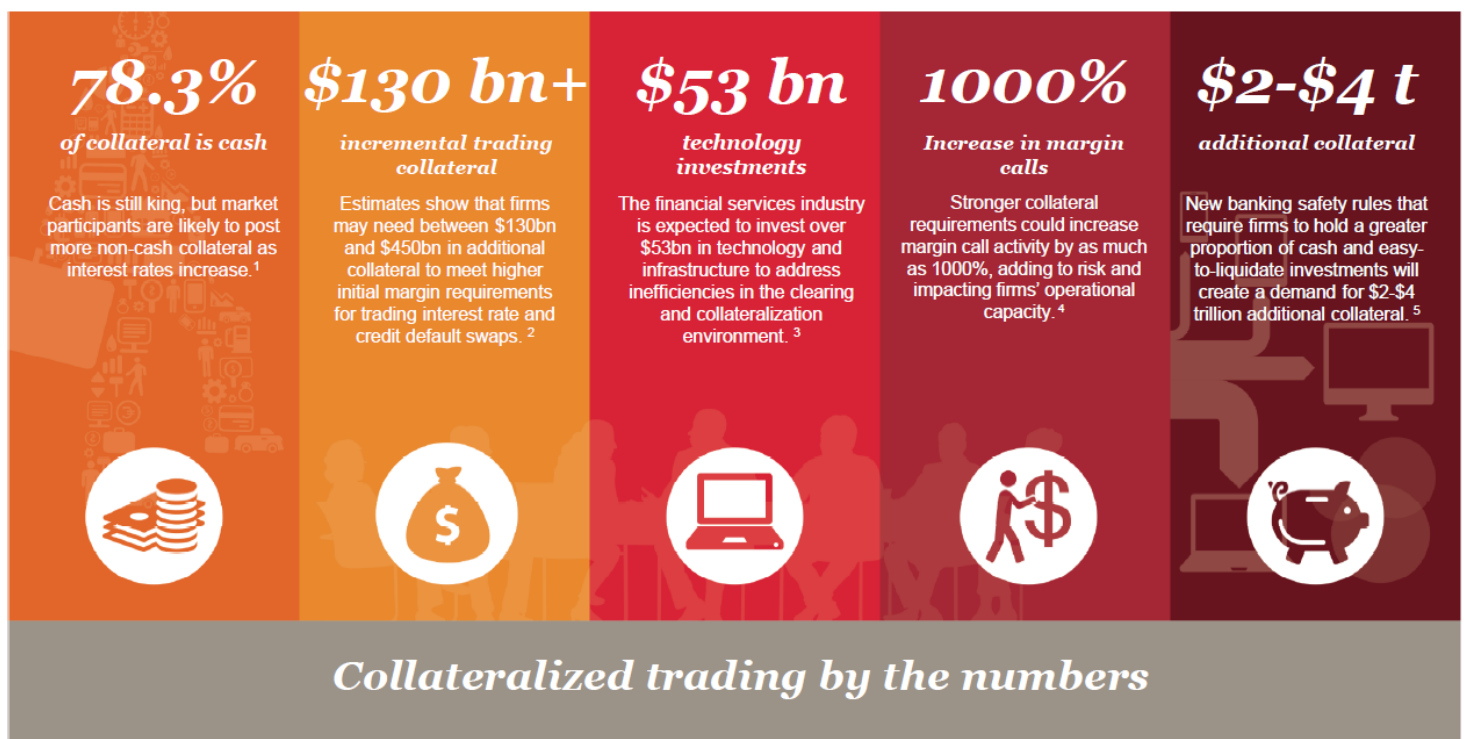 78.3%
of collateral is cash
Cash is still king, but market
participants are likely to post
more non-cash collateral as
interest rates increase.¹
$130 bn+
incremental trading
collateral
Estimates show that firms
may need between $130bn
and $450bn in additional
collateral to meet higher
initial margin requirements
for trading interest rate and
credit default swaps. ²
$53 bn
technology
investments
The financial services industry
is expected to invest over
$53bn in technology and
infrastructure to address
inefficiencies in the clearing
and collateralization
environment. ³
1000%
Increase in margin
calls
Stronger collateral
requirements could increase
margin call activity by as much
as 1000%, adding to risk and
impacting firms' operational
capacity. ⁴
$2-$4 t
additional collateral
New banking safety rules that
require firms to hold a greater
proportion of cash and easy-
to-liquidate investments will
create a demand for $2-$4
trillion additional collateral. ⁵
$
$
Collateralized trading by the numbers